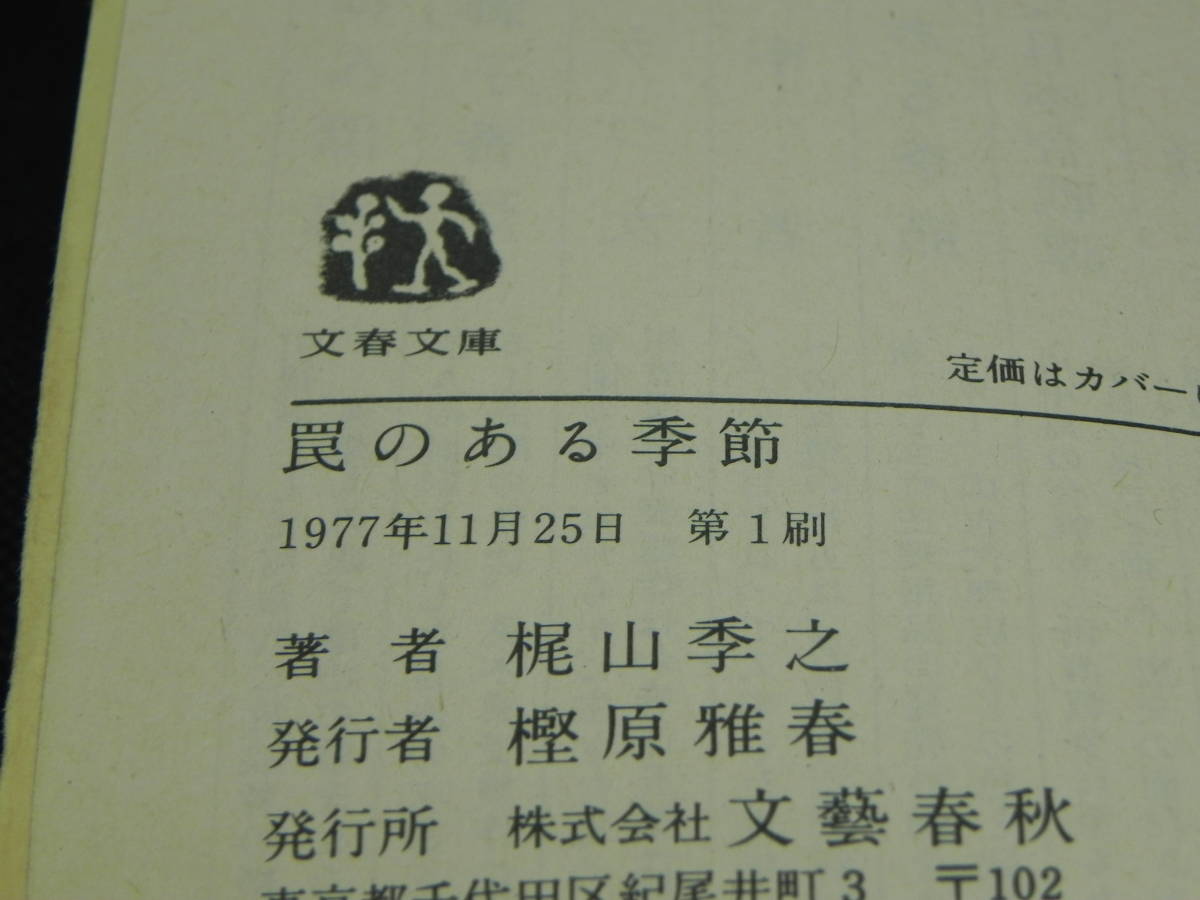 文春文庫
定価はカバーに
罠のある季節
1977年11月25日 第1刷
著者 梶山季之
発行者 樫原雅春
発行所 株式会社 文藝春秋
東京都千代田区紀尾井町3 〒102